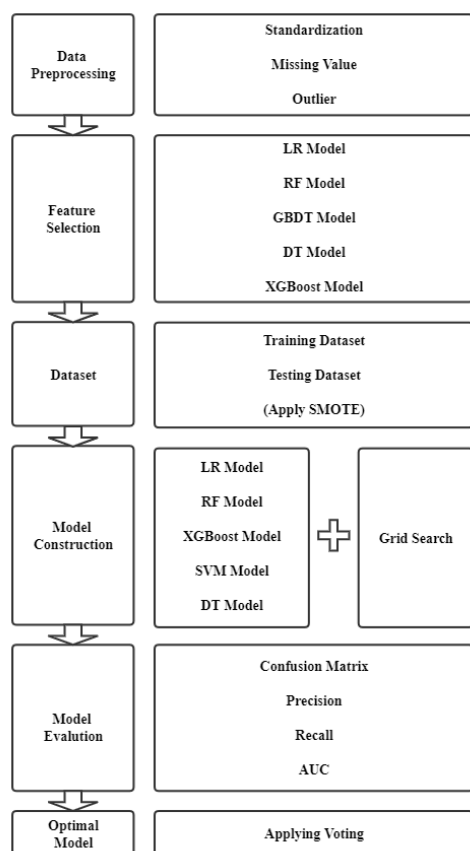 Data
Preprocessing
Standardization
Missing Value
Outlier
Feature
Selection
LR Model
RF Model
GBDT Model
DT Model
XGBoost Model
Dataset
Training Dataset
Testing Dataset
(Apply SMOTE)
Model
Construction
LR Model
RF Model
XGBoost Model
SVM Model
DT Model
Grid Search
Model
Evalution
Confusion Matrix
Precision
Recall
AUC
Optimal
Model
Applying Voting